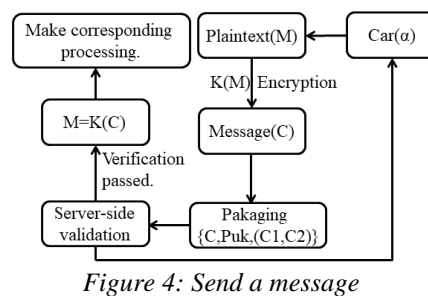 Make corresponding
processing.
Plaintext(M)
Car(α)
K(M) Encryption
M=K(C)
Message(C)
Verification
passed.
Server-side
validation
Pakaging
{C,Puk,(C1,C2)}
Figure 4: Send a message